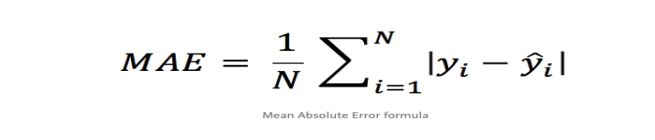 MAE = 1/N ∑_{i=1}^{N} |y_i − ŷ_i|
Mean Absolute Error formula